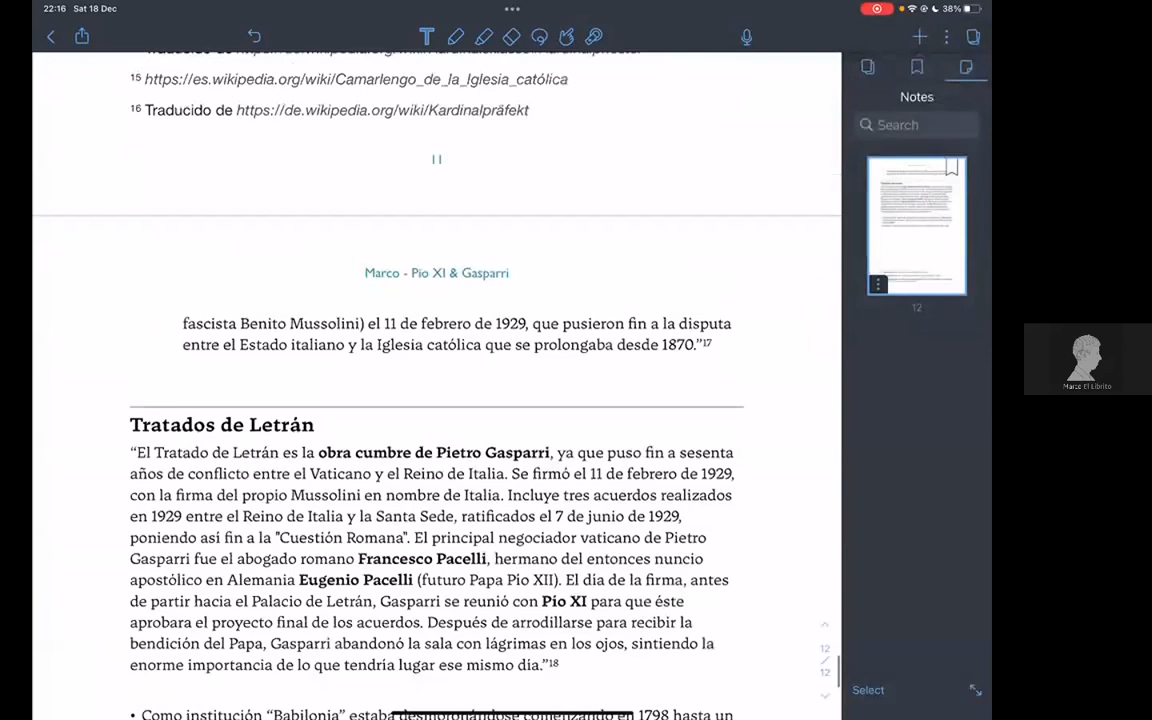 22:16 Sat 18 Dec
38%
Notes
Search
15 https://es.wikipedia.org/wiki/Camarlengo_de_la_Iglesia_católica
16 Traducido de https://de.wikipedia.org/wiki/Kardinalpräfekt
11
Marco - Pío XI & Gasparri
fascista Benito Mussolini) el 11 de febrero de 1929, que pusieron fin a la disputa
entre el Estado italiano y la Iglesia católica que se prolongaba desde 1870.”17
Tratados de Letrán
“El Tratado de Letrán es la obra cumbre de Pietro Gasparri, ya que puso fin a sesenta
años de conflicto entre el Vaticano y el Reino de Italia. Se firmó el 11 de febrero de 1929,
con la firma del propio Mussolini en nombre de Italia. Incluye tres acuerdos realizados
en 1929 entre el Reino de Italia y la Santa Sede, ratificados el 7 de junio de 1929,
poniendo así fin a la "Cuestión Romana". El principal negociador vaticano de Pietro
Gasparri fue el abogado romano Francesco Pacelli, hermano del entonces nuncio
apostólico en Alemania Eugenio Pacelli (futuro Papa Pío XII). El día de la firma, antes
de partir hacia el Palacio de Letrán, Gasparri se reunió con Pío XI para que éste
aprobara el proyecto final de los acuerdos. Después de arrodillarse para recibir la
bendición del Papa, Gasparri abandonó la sala con lágrimas en los ojos, sintiendo la
enorme importancia de lo que tendría lugar ese mismo día.”18
• Como institución “Babilonia” estaba desmoronándose comenzando en 1798 hasta un
12
12
12
Select
Marco El Librito